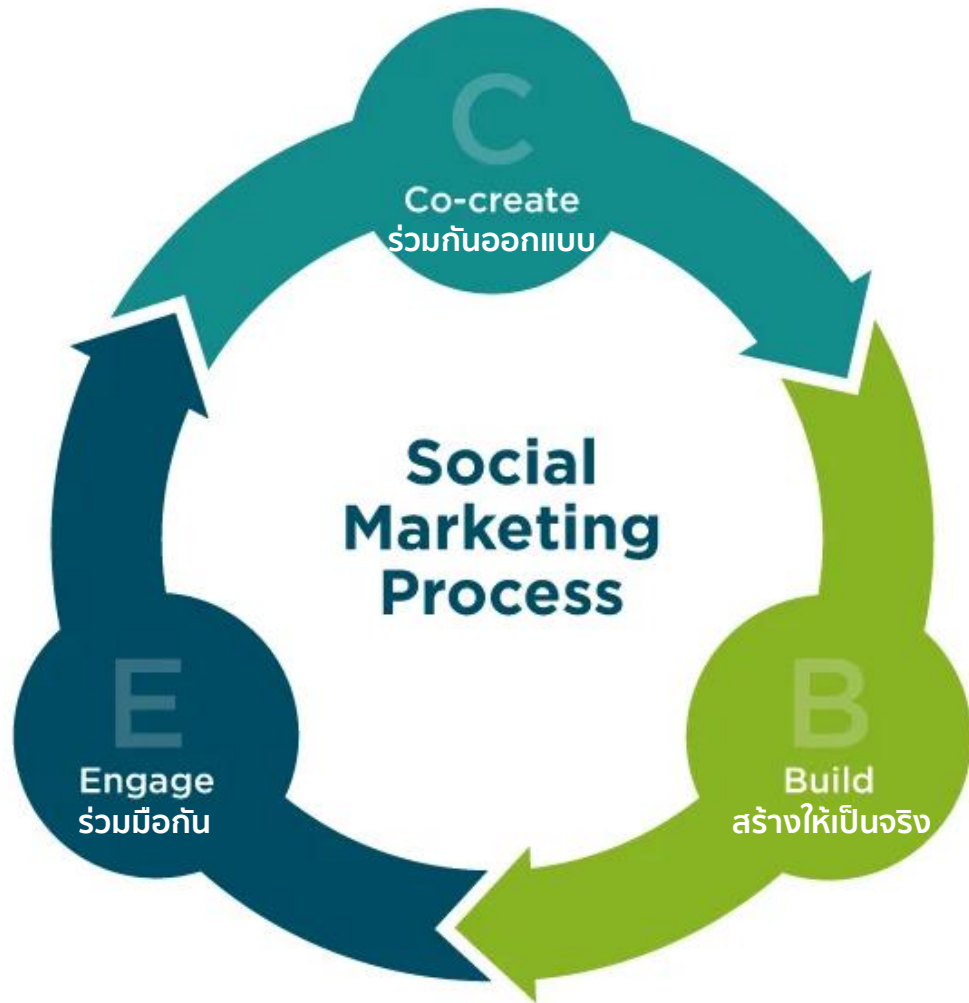 C
Co-create
ร่วมกันออกแบบ
Social
Marketing
Process
E
Engage
ร่วมมือกัน
B
Build
สร้างให้เป็นจริง